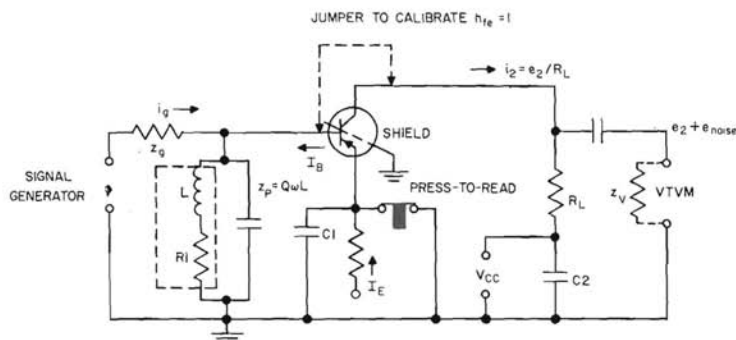 JUMPER TO CALIBRATE hfe = 1
i2 = e2/RL
ig
SHIELD
e2 + enoise
zg
IB
SIGNAL
GENERATOR
L
zp = QωL
PRESS-TO-READ
RL
zv
VTVM
C1
R1
VCC
C2
IE